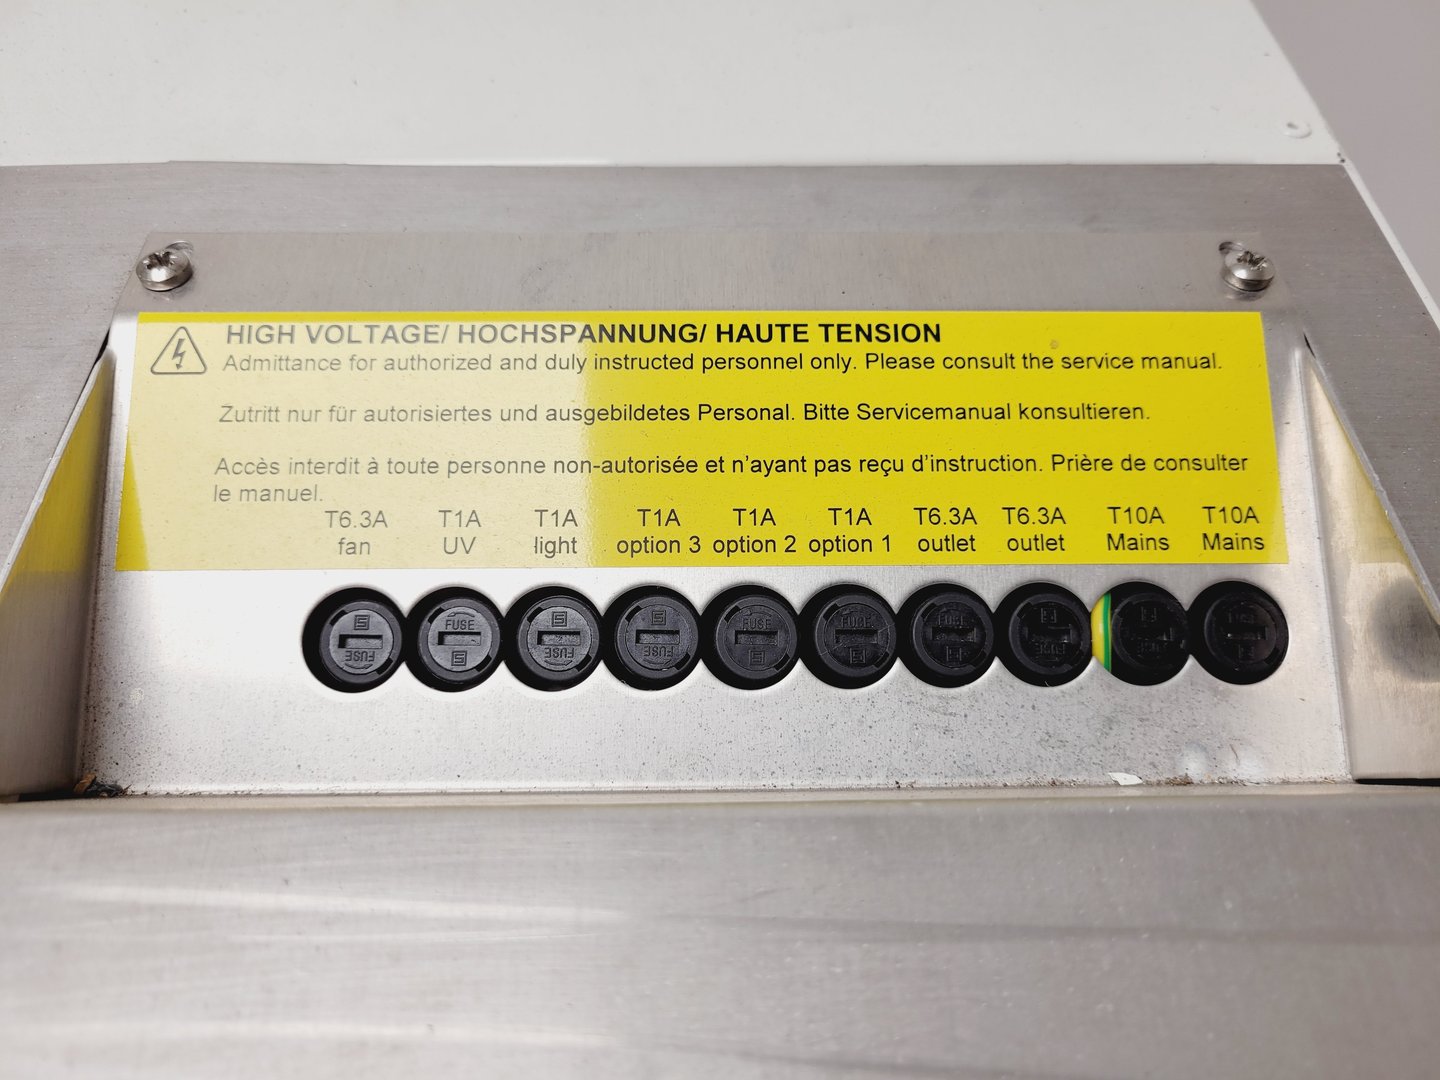 HIGH VOLTAGE/ HOCHSPANNUNG/ HAUTE TENSION
Admittance for authorized and duly instructed personnel only. Please consult the service manual.
Zutritt nur für autorisiertes und ausgebildetes Personal. Bitte Servicemanual konsultieren.
Accès interdit à toute personne non-autorisée et n'ayant pas reçu d'instruction. Prière de consulter
le manuel.
T6.3A T1A T1A T1A T1A T1A T6.3A T6.3A T10A T10A
fan UV light option 3 option 2 option 1 outlet outlet Mains Mains
FUSE FUSE FUSE FUSE FUSE FUSE FUSE FUSE FUSE FUSE